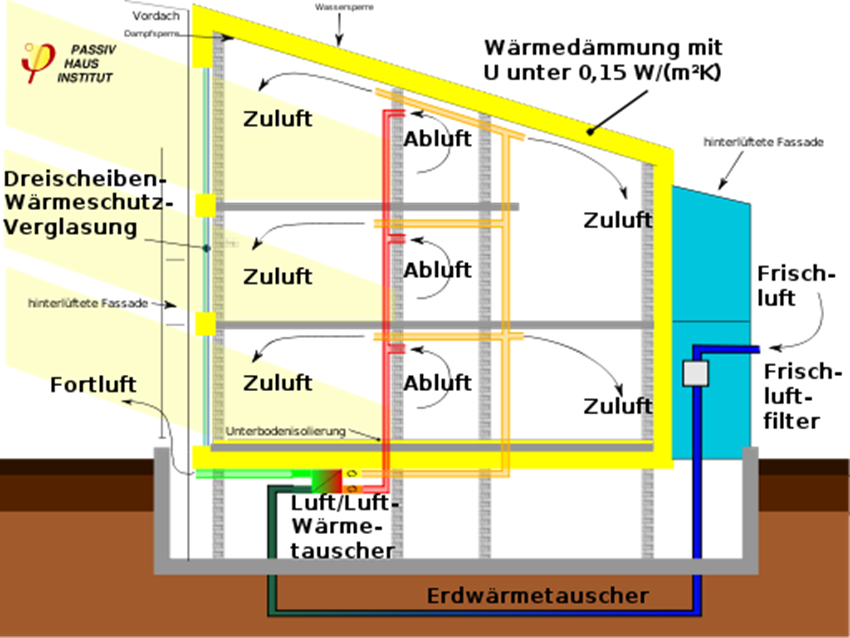 Vordach
Wassersperre
Dampfsperre
PASSIV
HAUS
INSTITUT
Wärmedämmung mit
U unter 0,15 W/(m²K)
Zuluft
Abluft
hinterlüftete Fassade
Dreischeiben-
Wärmeschutz-
Verglasung
Zuluft
Zuluft
Abluft
Frisch-
luft
hinterlüftete Fassade
Fortluft
Zuluft
Abluft
Zuluft
Frisch-
luft-
filter
Unterbodenisolierung
Luft/Luft-
Wärme-
tauscher
Erdwärmetauscher